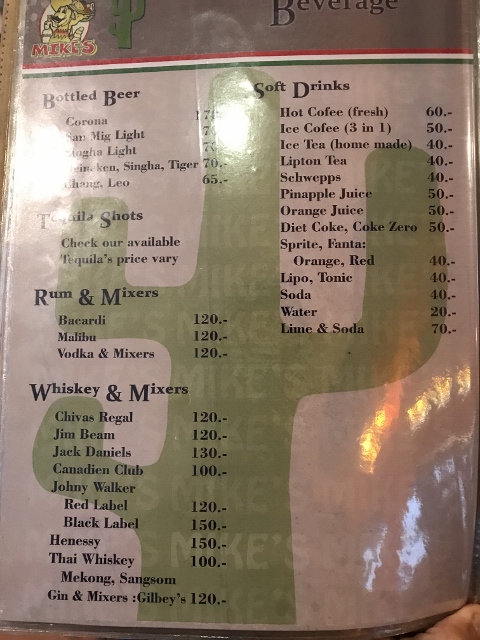 MIKE'S
Beverage
Bottled Beer
Corona
San Mig Light
Light
Heineken, Singha, Tiger 70.-
Chang, Leo 65.-
Tequila Shots
Check our available
Tequila's price vary
Rum & Mixers
Bacardi 120.-
Malibu 120.-
Vodka & Mixers 120.-
Whiskey & Mixers
Chivas Regal 120.-
Jim Beam 120.-
Jack Daniels 130.-
Canadien Club 100.-
Johny Walker
Red Label 120.-
Black Label 150.-
Henessy 150.-
Thai Whiskey 100.-
Mekong, Sangsom
Gin & Mixers :Gilbey's 120.-
Soft Drinks
Hot Cofee (fresh) 60.-
Ice Cofee (3 in 1) 50.-
Ice Tea (home made) 40.-
Lipton Tea 40.-
Schwepps 40.-
Pinapple Juice 50.-
Orange Juice 50.-
Diet Coke, Coke Zero 50.-
Sprite, Fanta:
Orange, Red 40.-
Lipo, Tonic 40.-
Soda 40.-
Water 20.-
Lime & Soda 70.-